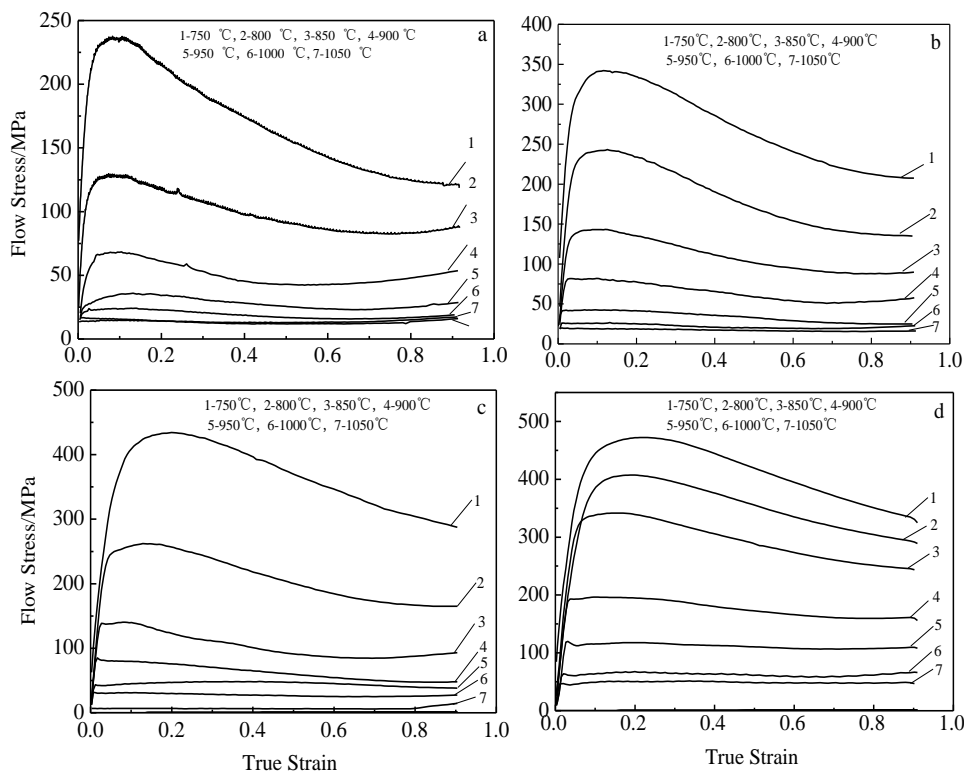 250
200
150
100
50
0
Flow Stress/MPa
1-750 ℃, 2-800 ℃, 3-850 ℃, 4-900 ℃
5-950 ℃, 6-1000 ℃, 7-1050 ℃
a
1
2
3
4
5
6
7
0.0 0.2 0.4 0.6 0.8 1.0
400
350
300
250
200
150
100
50
0
1-750℃, 2-800℃, 3-850℃, 4-900℃
5-950℃, 6-1000℃, 7-1050℃
b
1
2
3
4
5
6
7
0.0 0.2 0.4 0.6 0.8 1.0
500
400
300
200
100
0
Flow Stress/MPa
1-750℃, 2-800℃, 3-850℃, 4-900℃
5-950℃, 6-1000℃, 7-1050℃
c
1
2
3
4
5
6
7
0.0 0.2 0.4 0.6 0.8 1.0
True Strain
500
400
300
200
100
0
1-750℃, 2-800℃, 3-850℃, 4-900℃
5-950℃, 6-1000℃, 7-1050℃
d
1
2
3
4
5
6
7
0.0 0.2 0.4 0.6 0.8 1.0
True Strain